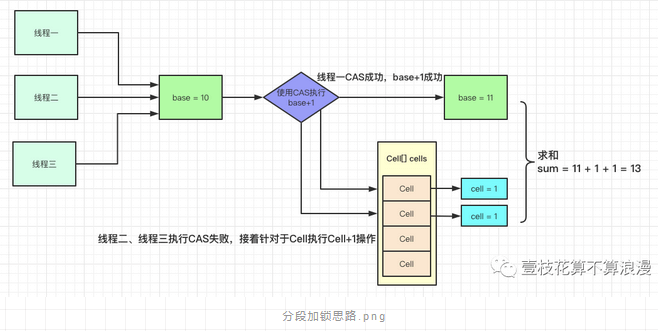 线程一
线程二
线程三
base = 10
使用CAS执行
base+1
线程一CAS成功，base+1成功
base = 11
Cell[] cells
Cell
Cell
Cell
Cell
cell = 1
cell = 1
求和
sum = 11 + 1 + 1 = 13
线程二、线程三执行CAS失败，接着针对于Cell执行Cell+1操作
壹枝花算不算浪漫
分段加锁思路.png